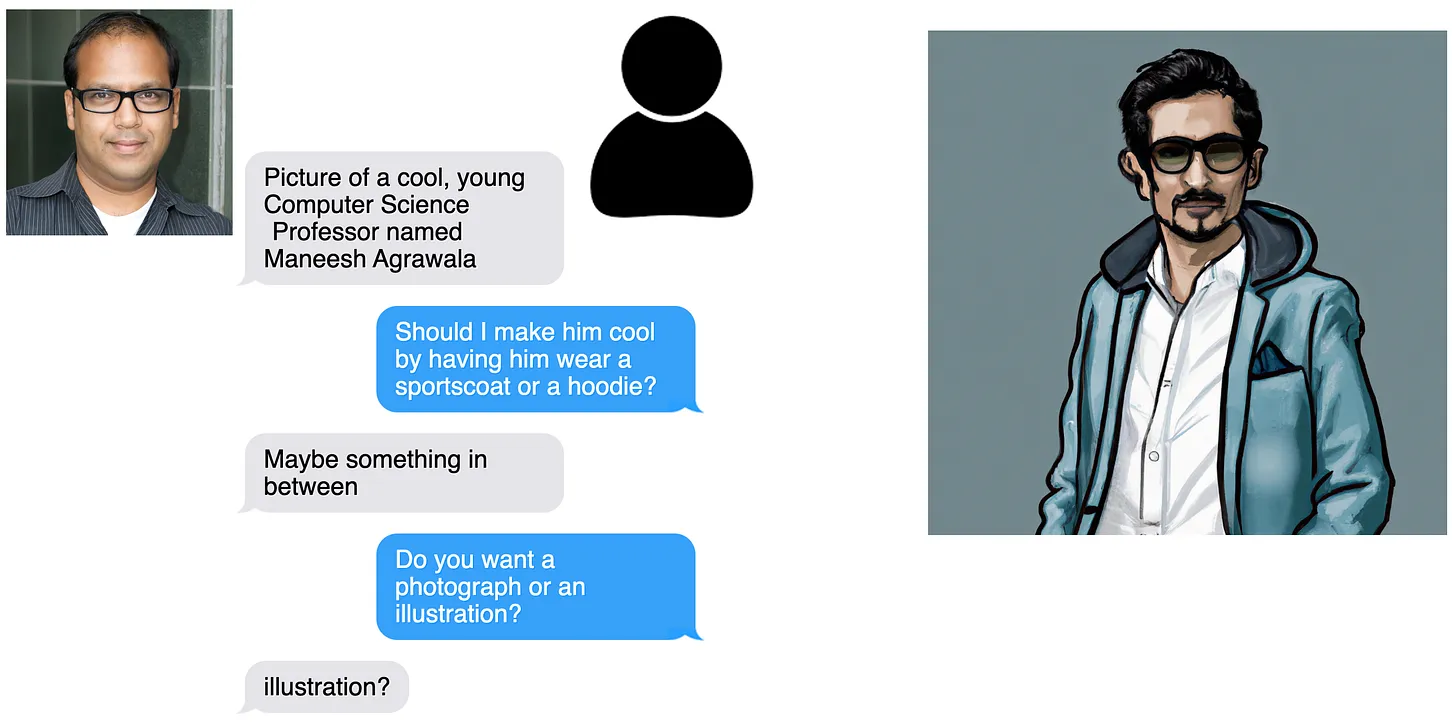 Picture of a cool, young
Computer Science
Professor named
Maneesh Agrawala
Should I make him cool
by having him wear a
sportscoat or a hoodie?
Maybe something in
between
Do you want a
photograph or an
illustration?
illustration?